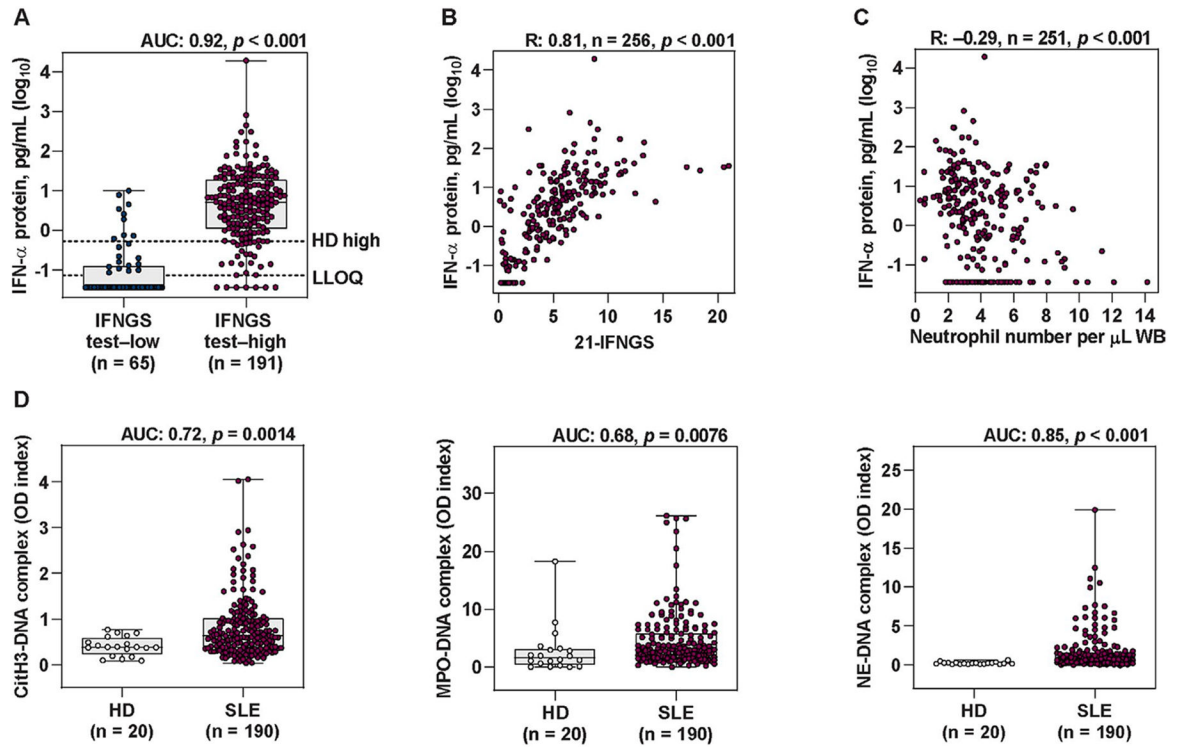 A
AUC: 0.92, p < 0.001
IFN-α protein, pg/mL (log10)
4
3
2
1
0
-1
HD high
LLOQ
IFNGS
test–low
(n = 65)
IFNGS
test–high
(n = 191)
B
R: 0.81, n = 256, p < 0.001
IFN-α protein, pg/mL (log10)
4
3
2
1
0
-1
0 5 10 15 20
21-IFNGS
C
R: –0.29, n = 251, p < 0.001
IFN-α protein, pg/mL (log10)
4
3
2
1
0
-1
0 2 4 6 8 10 12 14
Neutrophil number per μL WB
D
AUC: 0.72, p = 0.0014
CitH3-DNA complex (OD index)
4
3
2
1
0
HD
(n = 20)
SLE
(n = 190)
AUC: 0.68, p = 0.0076
MPO-DNA complex (OD index)
30
20
10
0
HD
(n = 20)
SLE
(n = 190)
AUC: 0.85, p < 0.001
NE-DNA complex (OD index)
25
20
15
10
5
0
HD
(n = 20)
SLE
(n = 190)